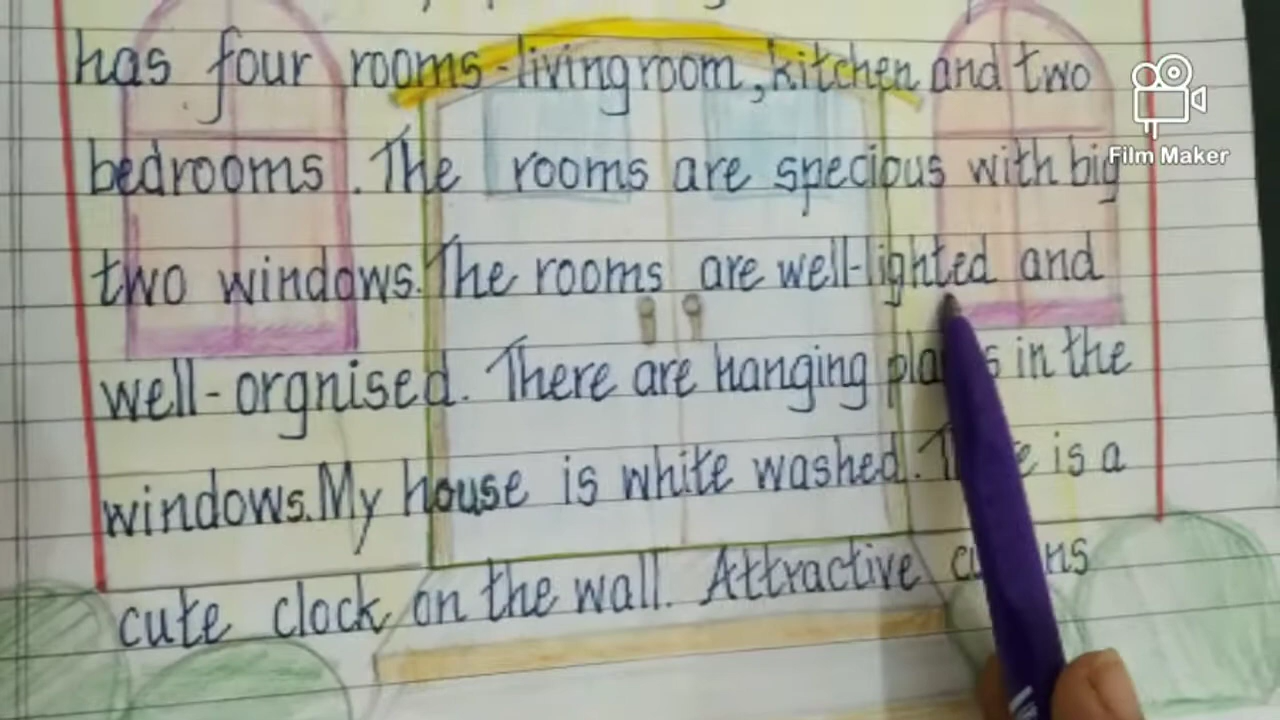 has four rooms-livingroom, kitchen and two
bedrooms. The rooms are specious with big
two windows. The rooms are well-lighted and
well-orgnised. There are hanging in the
windows. My house is white washed. is a
cute clock on the wall. Attractive
Film Maker